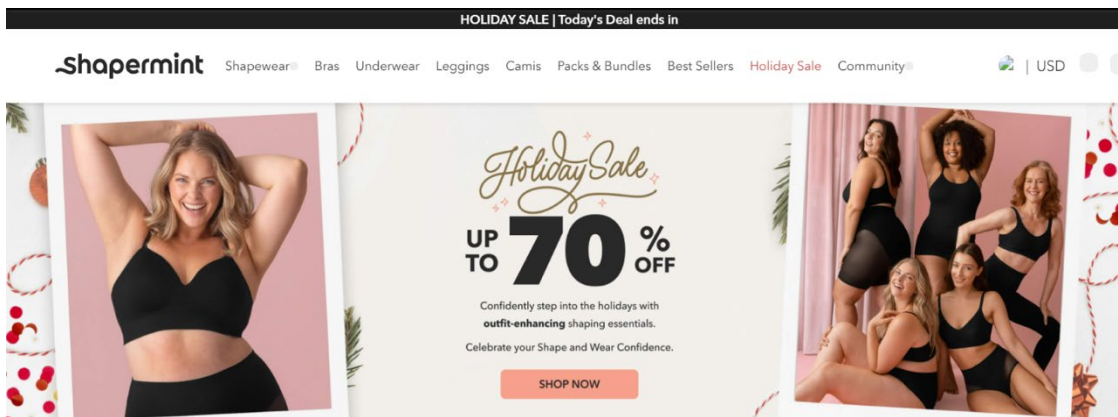 HOLIDAY SALE | Today's Deal ends in
shapermint Shapewear Bras Underwear Leggings Camis Packs & Bundles Best Sellers Holiday Sale Community | USD
Holiday Sale
UP TO 70% OFF
Confidently step into the holidays with
outfit-enhancing shaping essentials.
Celebrate your Shape and Wear Confidence.
SHOP NOW